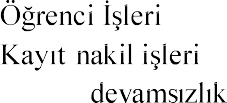 Öğrenci İşleri
Kayıt nakil işleri
devamsızlık